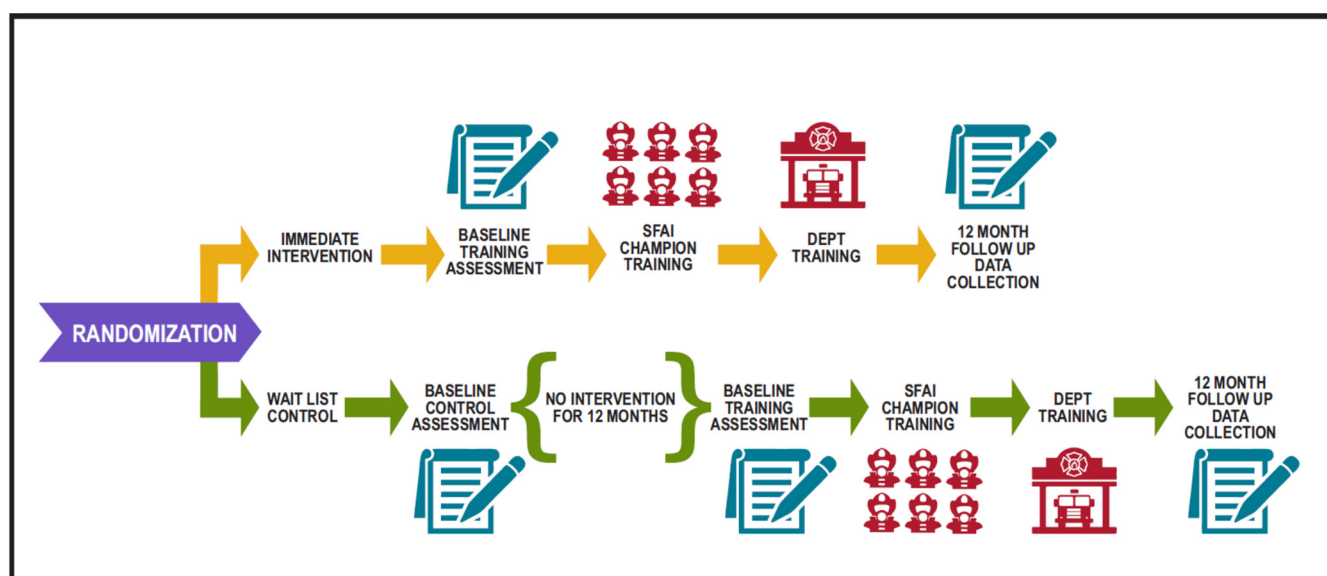 IMMEDIATE
INTERVENTION
BASELINE
TRAINING
ASSESSMENT
SFAI
CHAMPION
TRAINING
DEPT
TRAINING
12 MONTH
FOLLOW UP
DATA
COLLECTION
RANDOMIZATION
WAIT LIST
CONTROL
BASELINE
CONTROL
ASSESSMENT
{ NO INTERVENTION
FOR 12 MONTHS }
BASELINE
TRAINING
ASSESSMENT
SFAI
CHAMPION
TRAINING
DEPT
TRAINING
12 MONTH
FOLLOW UP
DATA
COLLECTION